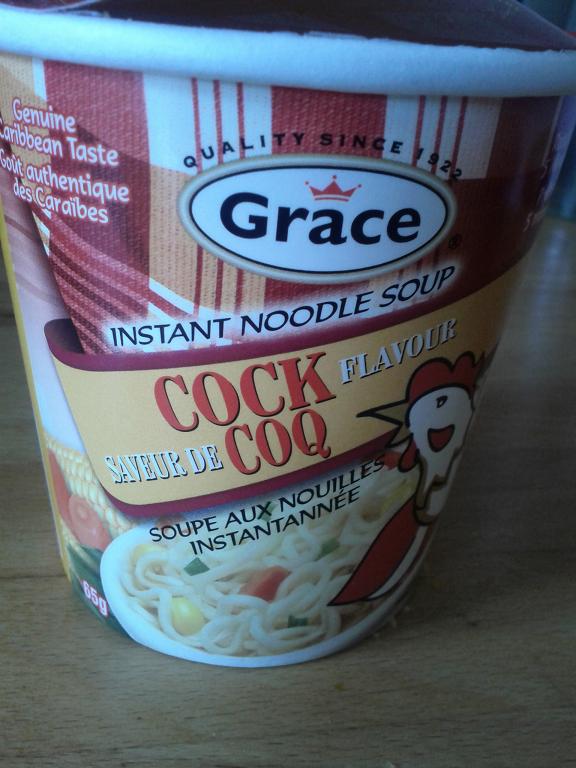 Genuine
Caribbean Taste
Goût authentique
des Caraïbes
QUALITY SINCE 1922
Grace
®
INSTANT NOODLE SOUP
COCK FLAVOUR
SAVEUR DE COQ
SOUPE AUX NOUILLES
INSTANTANNÉE
65g